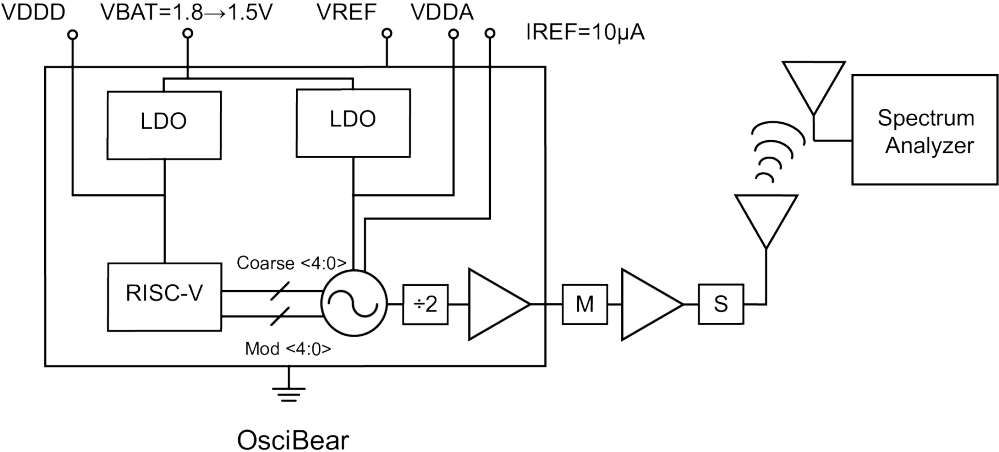 VDDD VBAT=1.8→1.5V VREF VDDA
IREF=10µA
LDO
LDO
Spectrum
Analyzer
Coarse <4:0>
RISC-V
÷2
M
S
Mod <4:0>
OsciBear